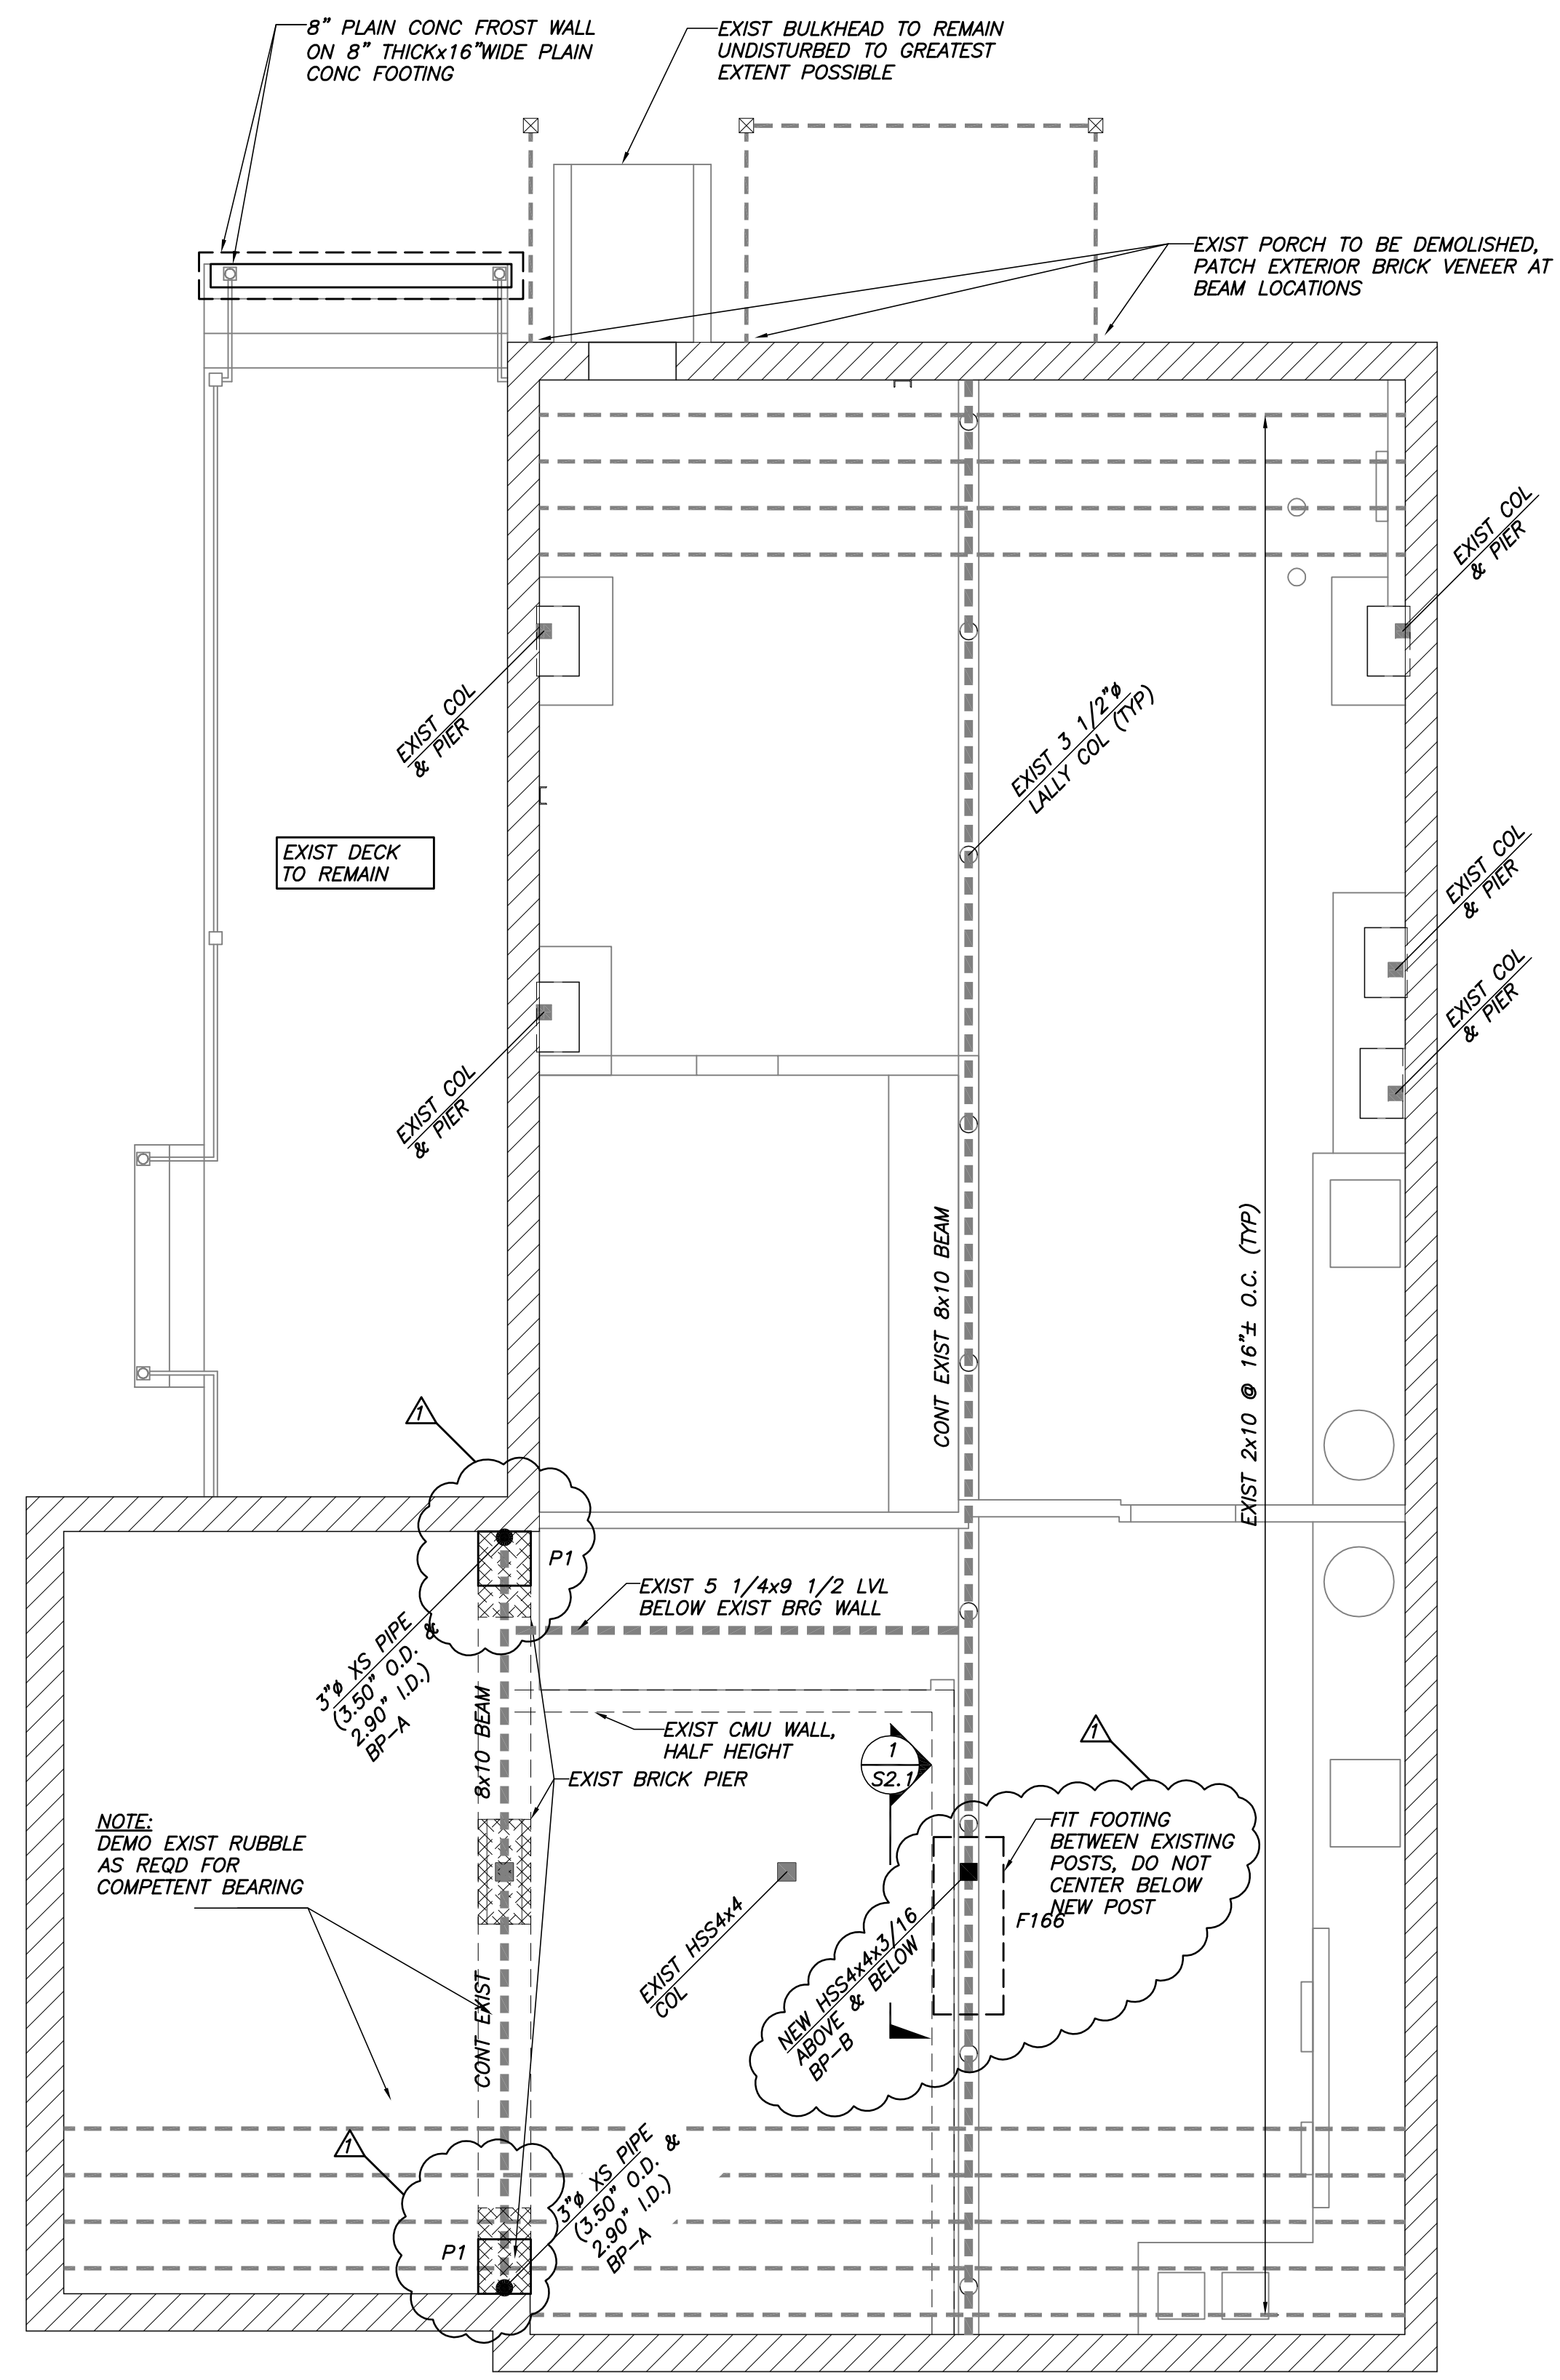 8" PLAIN CONC FROST WALL
ON 8" THICKx16"WIDE PLAIN
CONC FOOTING
EXIST BULKHEAD TO REMAIN
UNDISTURBED TO GREATEST
EXTENT POSSIBLE
EXIST PORCH TO BE DEMOLISHED,
PATCH EXTERIOR BRICK VENEER AT
BEAM LOCATIONS
EXIST COL
& PIER
EXIST COL
& PIER
EXIST 3 1/2"ø
LALLY COL (TYP)
EXIST DECK
TO REMAIN
EXIST COL
& PIER
EXIST COL
& PIER
EXIST COL
& PIER
CONT EXIST 8x10 BEAM
EXIST 2x10 @ 16"± O.C. (TYP)
1
P1
EXIST 5 1/4x9 1/2 LVL
BELOW EXIST BRG WALL
3"ø XS PIPE
(3.50" O.D. &
2.90" I.D.)
BP-A
8x10 BEAM
EXIST CMU WALL,
HALF HEIGHT
1
S2.1
1
EXIST BRICK PIER
NOTE:
DEMO EXIST RUBBLE
AS REQD FOR
COMPETENT BEARING
FIT FOOTING
BETWEEN EXISTING
POSTS, DO NOT
CENTER BELOW
NEW POST
F166
EXIST HSS4x4
COL
NEW HSS4x4x3/16
ABOVE & BELOW
BP-B
CONT EXIST
1
3"ø XS PIPE
(3.50" O.D. &
2.90" I.D.)
BP-A
P1